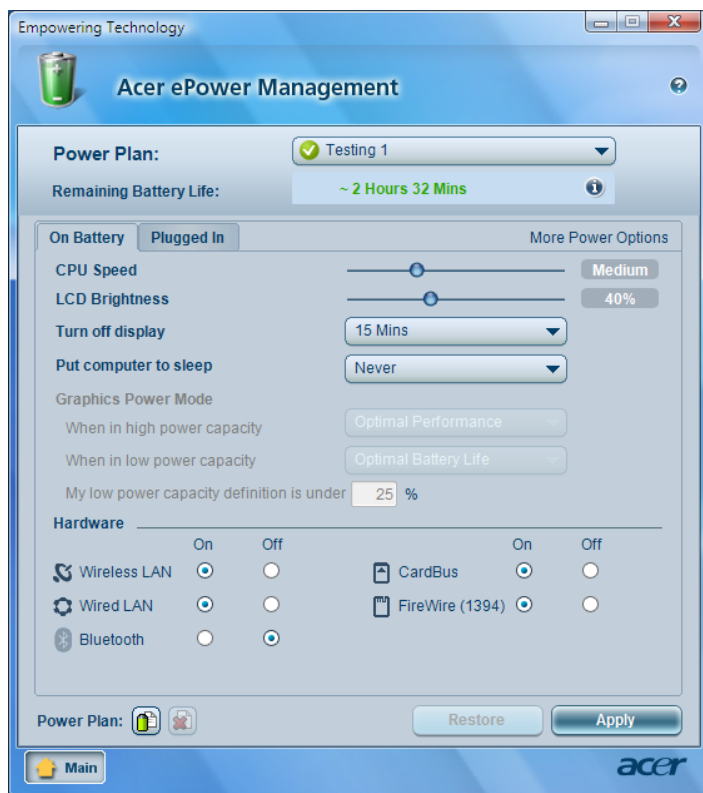 Empowering Technology
Acer ePower Management
Power Plan: Testing 1
Remaining Battery Life: ~ 2 Hours 32 Mins
On Battery Plugged In More Power Options
CPU Speed Medium
LCD Brightness 40%
Turn off display 15 Mins
Put computer to sleep Never
Graphics Power Mode
When in high power capacity Optimal Performance
When in low power capacity Optimal Battery Life
My low power capacity definition is under 25 %
Hardware
On Off On Off
Wireless LAN CardBus
Wired LAN FireWire (1394)
Bluetooth
Power Plan: Restore Apply
Main acer